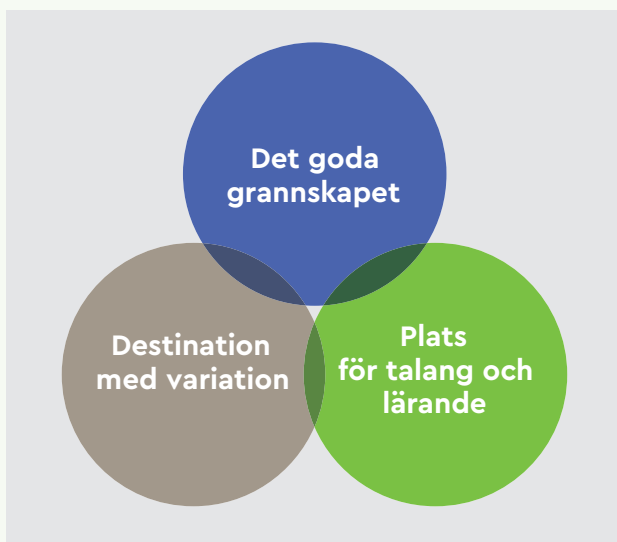 Det goda
grannskapet
Destination
med variation
Plats
för talang och
lärande